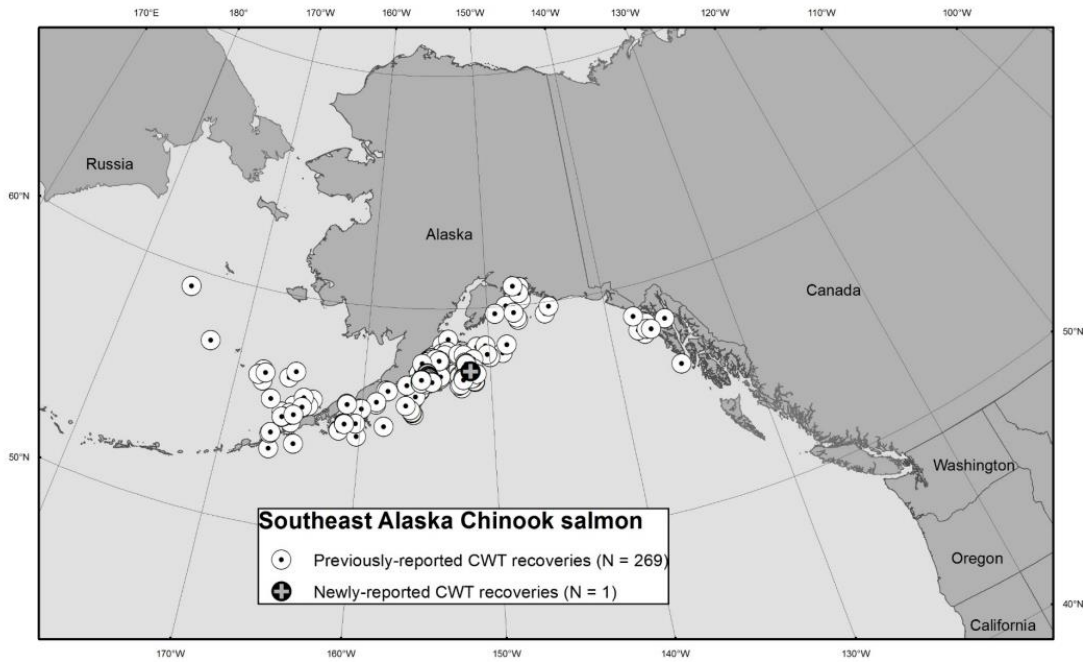 170°E 180° 170°W 160°W 150°W 140°W 130°W 120°W 110°W 100°W
Russia
60°N
Alaska
Canada
50°N
50°N
Washington
Southeast Alaska Chinook salmon
Previously-reported CWT recoveries (N = 269)
Oregon
Newly-reported CWT recoveries (N = 1)
40°N
California
170°W 160°W 150°W 140°W 130°W